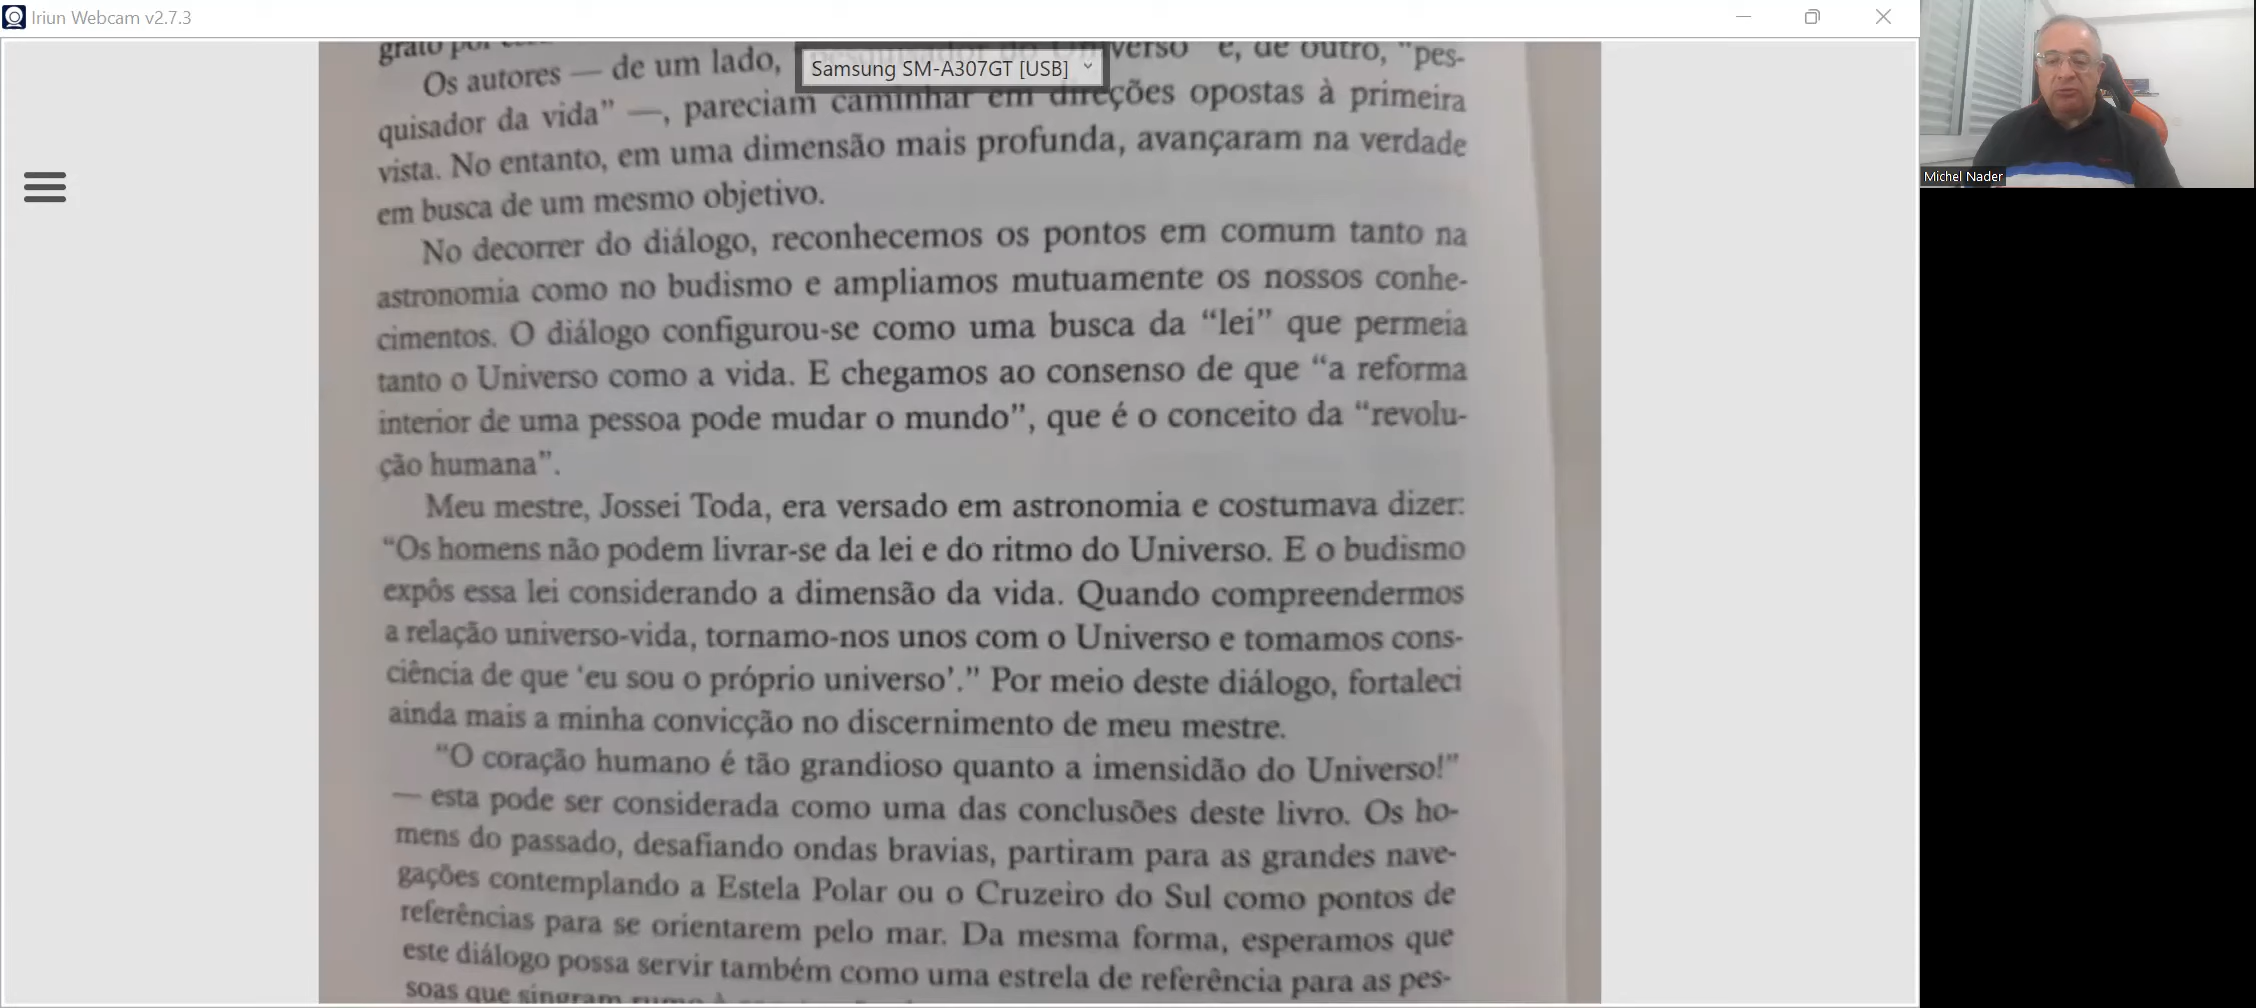 Iriun Webcam v2.7.3
Samsung SM-A307GT [USB]
Michel Nader
grato por
Os autores — de um lado, "pesquisador do Universo" e, de outro, "pes-
quisador da vida" —, pareciam caminhar em direções opostas à primeira
vista. No entanto, em uma dimensão mais profunda, avançaram na verdade
em busca de um mesmo objetivo.
No decorrer do diálogo, reconhecemos os pontos em comum tanto na
astronomia como no budismo e ampliamos mutuamente os nossos conhe-
cimentos. O diálogo configurou-se como uma busca da “lei” que permeia
tanto o Universo como a vida. E chegamos ao consenso de que “a reforma
interior de uma pessoa pode mudar o mundo”, que é o conceito da “revolu-
ção humana”.
Meu mestre, Jossei Toda, era versado em astronomia e costumava dizer:
“Os homens não podem livrar-se da lei e do ritmo do Universo. E o budismo
expôs essa lei considerando a dimensão da vida. Quando compreendermos
a relação universo-vida, tornamo-nos unos com o Universo e tomamos cons-
ciência de que ‘eu sou o próprio universo’.” Por meio deste diálogo, fortaleci
ainda mais a minha convicção no discernimento de meu mestre.
“O coração humano é tão grandioso quanto a imensidão do Universo!”
— esta pode ser considerada como uma das conclusões deste livro. Os ho-
mens do passado, desafiando ondas bravias, partiram para as grandes nave-
gações contemplando a Estela Polar ou o Cruzeiro do Sul como pontos de
referências para se orientarem pelo mar. Da mesma forma, esperamos que
este diálogo possa servir também como uma estrela de referência para as pes-
soas que singram rumo à